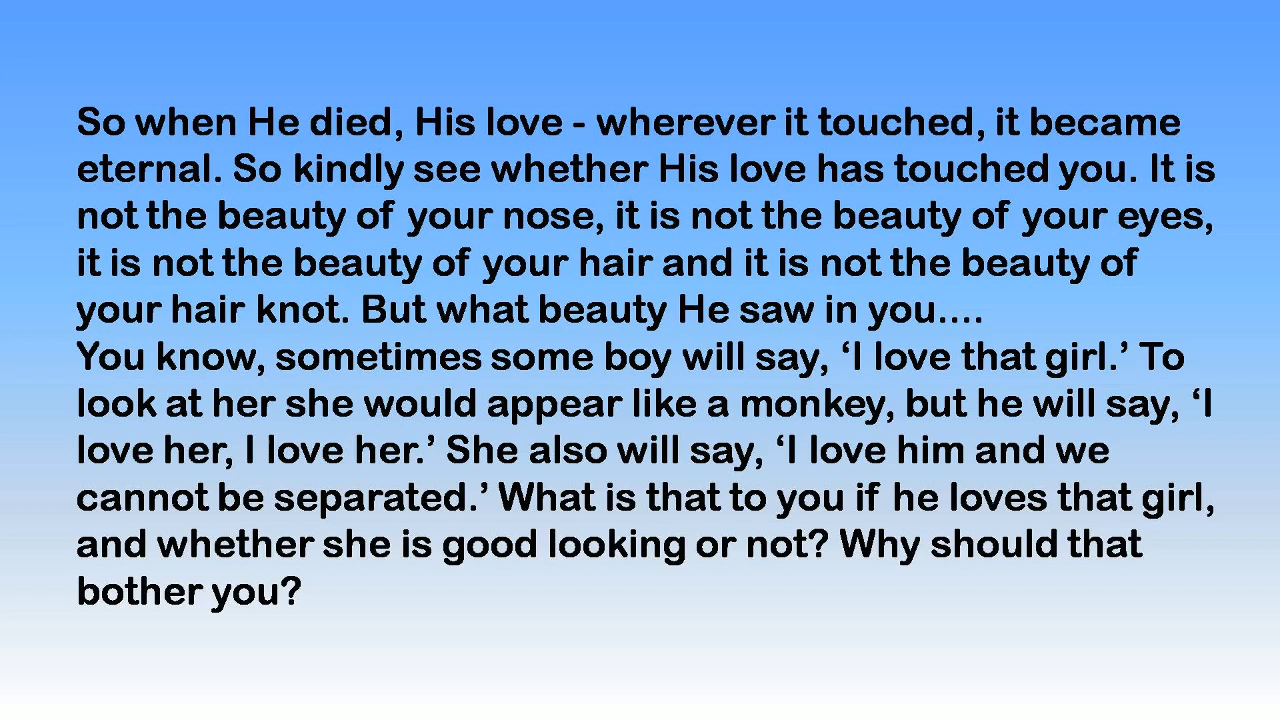 So when He died, His love - wherever it touched, it became
eternal. So kindly see whether His love has touched you. It is
not the beauty of your nose, it is not the beauty of your eyes,
it is not the beauty of your hair and it is not the beauty of
your hair knot. But what beauty He saw in you....
You know, sometimes some boy will say, ‘I love that girl.’ To
look at her she would appear like a monkey, but he will say, ‘I
love her, I love her.’ She also will say, ‘I love him and we
cannot be separated.’ What is that to you if he loves that girl,
and whether she is good looking or not? Why should that
bother you?